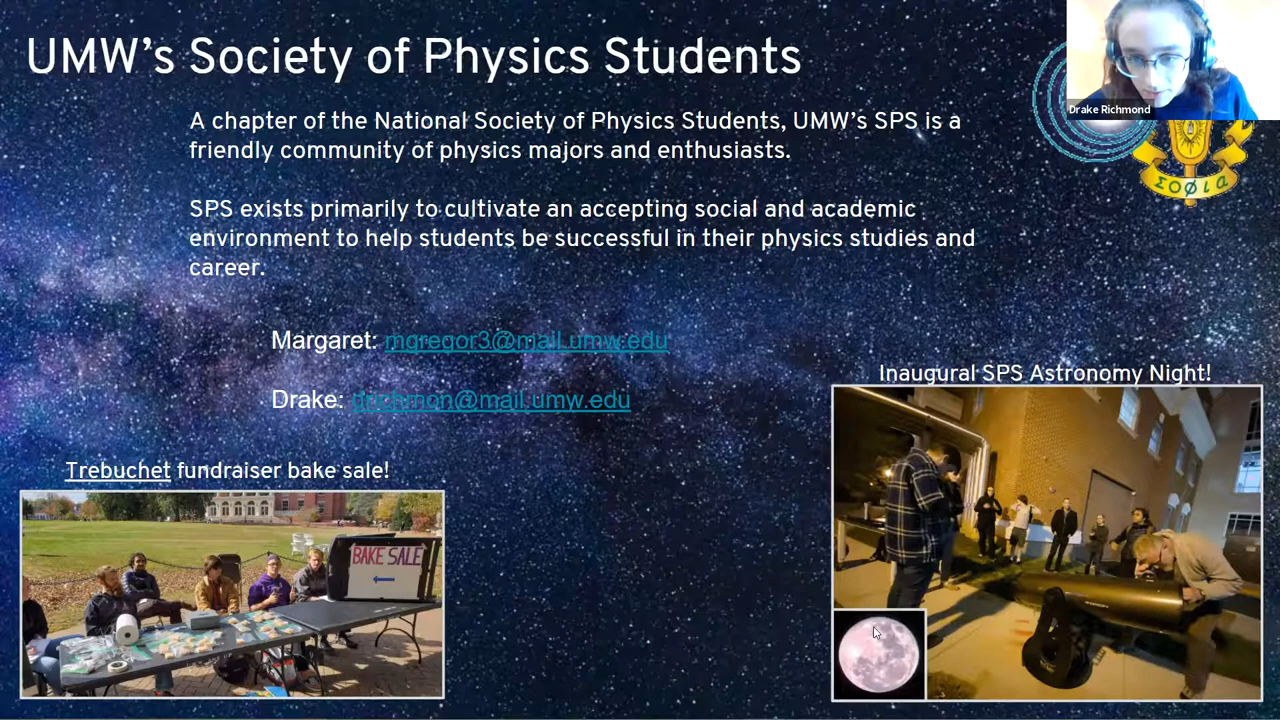 UMW's Society of Physics Students
Drake Richmond
A chapter of the National Society of Physics Students, UMW's SPS is a
friendly community of physics majors and enthusiasts.
ΣΟΦΙΑ
SPS exists primarily to cultivate an accepting social and academic
environment to help students be successful in their physics studies and
career.
Margaret: mgregor3@mail.umw.edu
Inaugural SPS Astronomy Night!
Drake: drichmon@mail.umw.edu
Trebuchet fundraiser bake sale!
BAKE SALE